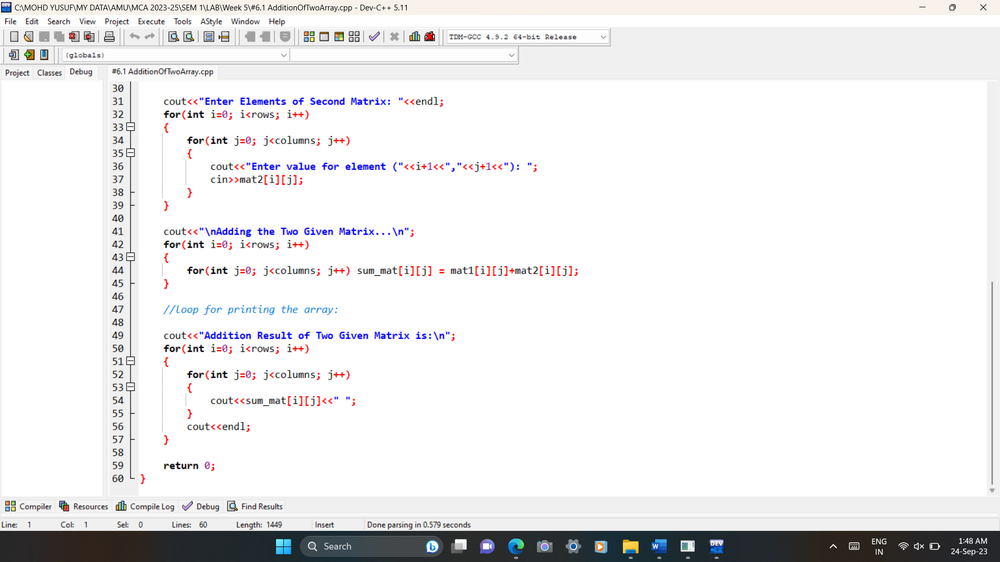 C:\MOHD YUSUF\MY DATA\AMU\MCA 2023-25\SEM 1\LAB\Week 5\#6.1 AdditionOfTwoArray.cpp - Dev-C++ 5.11
File Edit Search View Project Execute Tools AStyle Window Help
TDM-GCC 4.9.2 64-bit Release
(globals)
Project Classes Debug #6.1 AdditionOfTwoArray.cpp
30
31 cout<<"Enter Elements of Second Matrix: "<<endl;
32 for(int i=0; i<rows; i++)
33 {
34 for(int j=0; j<columns; j++)
35 {
36 cout<<"Enter value for element ("<<i+1<<","<<j+1<<"): ";
37 cin>>mat2[i][j];
38 }
39 }
40
41 cout<<"\nAdding the Two Given Matrix...\n";
42 for(int i=0; i<rows; i++)
43 {
44 for(int j=0; j<columns; j++) sum_mat[i][j] = mat1[i][j]+mat2[i][j];
45 }
46
47 //loop for printing the array:
48
49 cout<<"Addition Result of Two Given Matrix is:\n";
50 for(int i=0; i<rows; i++)
51 {
52 for(int j=0; j<columns; j++)
53 {
54 cout<<sum_mat[i][j]<<" ";
55 }
56 cout<<endl;
57 }
58
59 return 0;
60 }
Compiler Resources Compile Log Debug Find Results
Line: 1 Col: 1 Sel: 0 Lines: 60 Length: 1449 Insert Done parsing in 0.579 seconds
Search
W
DEV
C++
ENG
IN
1:48 AM
24-Sep-23